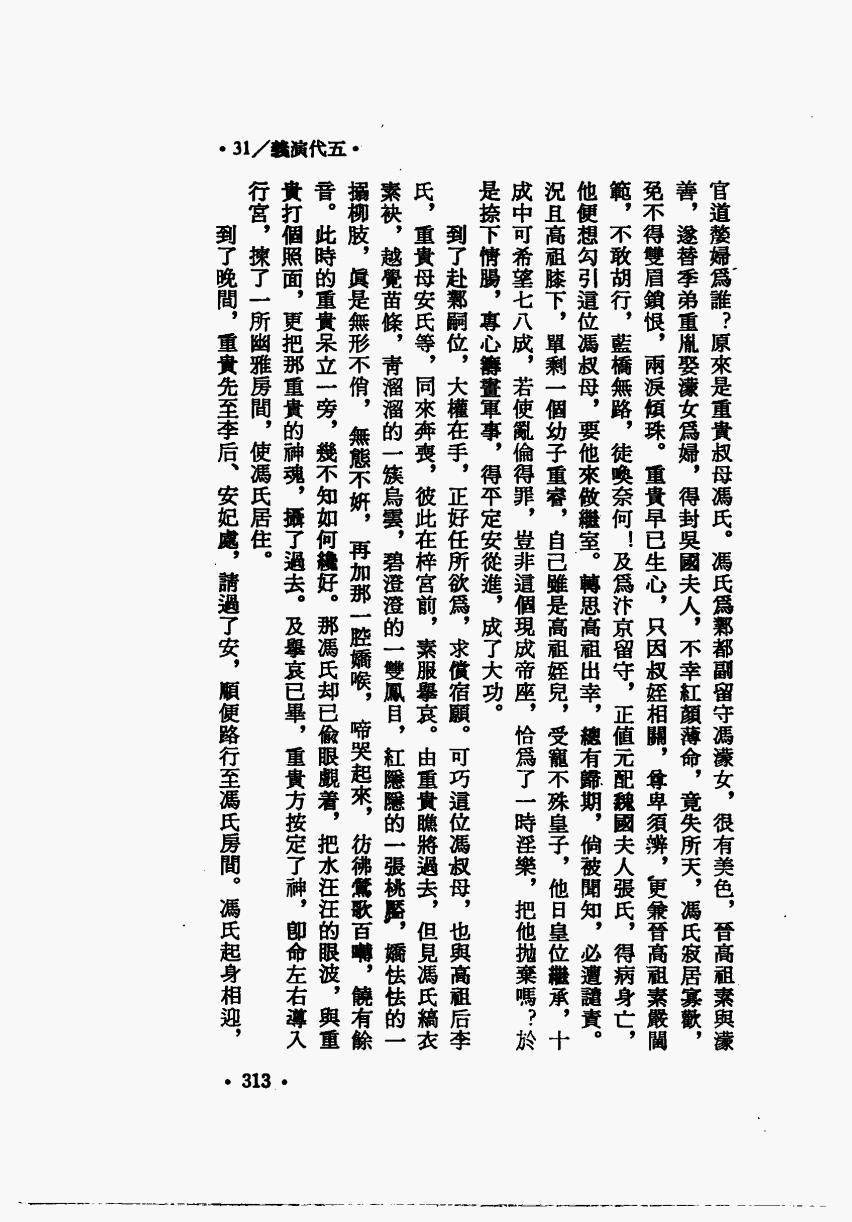 •31／義演代五•
官道嫠婦爲誰？原來是重貴叔母馮氏。馮氏爲鄴都副留守馮濛女，很有美色，晉高祖素與濛
善，遂替季弟重胤娶濛女爲婦，得封吳國夫人，不幸紅顏薄命，竟失所天，馮氏寂居寡歡，
免不得雙眉鎖恨，兩淚傾珠。重貴早已生心，只因叔姪相關，尊卑須辨，更兼晉高祖素嚴閫
範，不敢胡行，藍橋無路，徒喚奈何！及爲汴京留守，正值元配魏國夫人張氏，得病身亡，
他便想勾引這位馮叔母，要他來做繼室。轉思高祖出幸，總有歸期，倘被聞知，必遭譴責。
況且高祖膝下，單剩一個幼子重睿，自己雖是高祖姪兒，受寵不殊皇子，他日皇位繼承，十
成中可希望七八成，若使亂倫得罪，豈非這個現成帝座，恰爲了一時淫樂，把他拋棄嗎？於
是捺下情腸，專心籌畫軍事，得平定安從進，成了大功。
到了赴鄴嗣位，大權在手，正好任所欲爲，求償宿願。可巧這位馮叔母，也與高祖后李
氏，重貴母安氏等，同來奔喪，彼此在梓宮前，素服舉哀。由重貴瞧將過去，但見馮氏縞衣
素袂，越覺苗條，青溜溜的一簇烏雲，碧澄澄的一雙鳳目，紅隱隱的一張桃靨，嬌怯怯的一
搦柳肢，眞是無形不俏，無態不妍，再加那一腔嬌喉，啼哭起來，彷彿鶯歌百囀，饒有餘
音。此時的重貴呆立一旁，幾不知如何纔好。那馮氏却已偸眼覷着，把水汪汪的眼波，與重
貴打個照面，更把那重貴的神魂，攝了過去。及舉哀已畢，重貴方按定了神，卽命左右導入
行宮，揀了一所幽雅房間，使馮氏居住。
到了晚間，重貴先至李后、安妃處，請過了安，順便路行至馮氏房間。馮氏起身相迎，
•313•